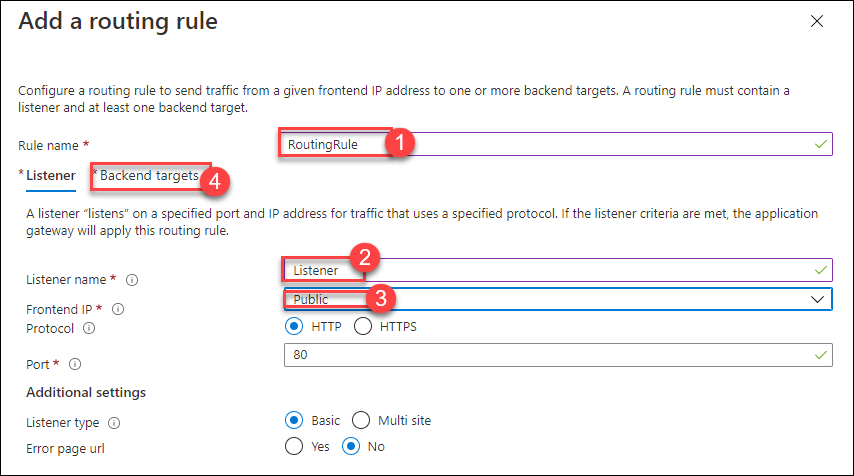 Add a routing rule
Configure a routing rule to send traffic from a given frontend IP address to one or more backend targets. A routing rule must contain a
listener and at least one backend target.
Rule name * RoutingRule 1
* Listener * Backend targets 4
A listener “listens” on a specified port and IP address for traffic that uses a specified protocol. If the listener criteria are met, the application
gateway will apply this routing rule.
Listener name * Listener 2
Frontend IP * Public 3
Protocol HTTP HTTPS
Port * 80
Additional settings
Listener type Basic Multi site
Error page url Yes No